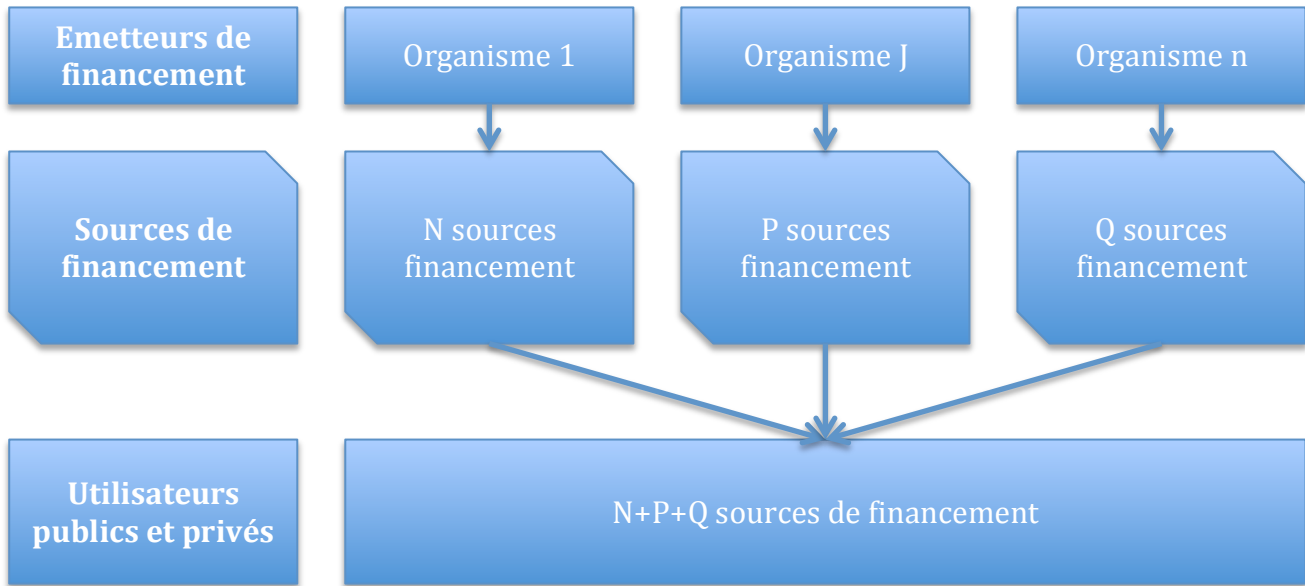 Emetteurs de
financement
Organisme 1
Organisme J
Organisme n
Sources de
financement
N sources
financement
P sources
financement
Q sources
financement
Utilisateurs
publics et privés
N+P+Q sources de financement